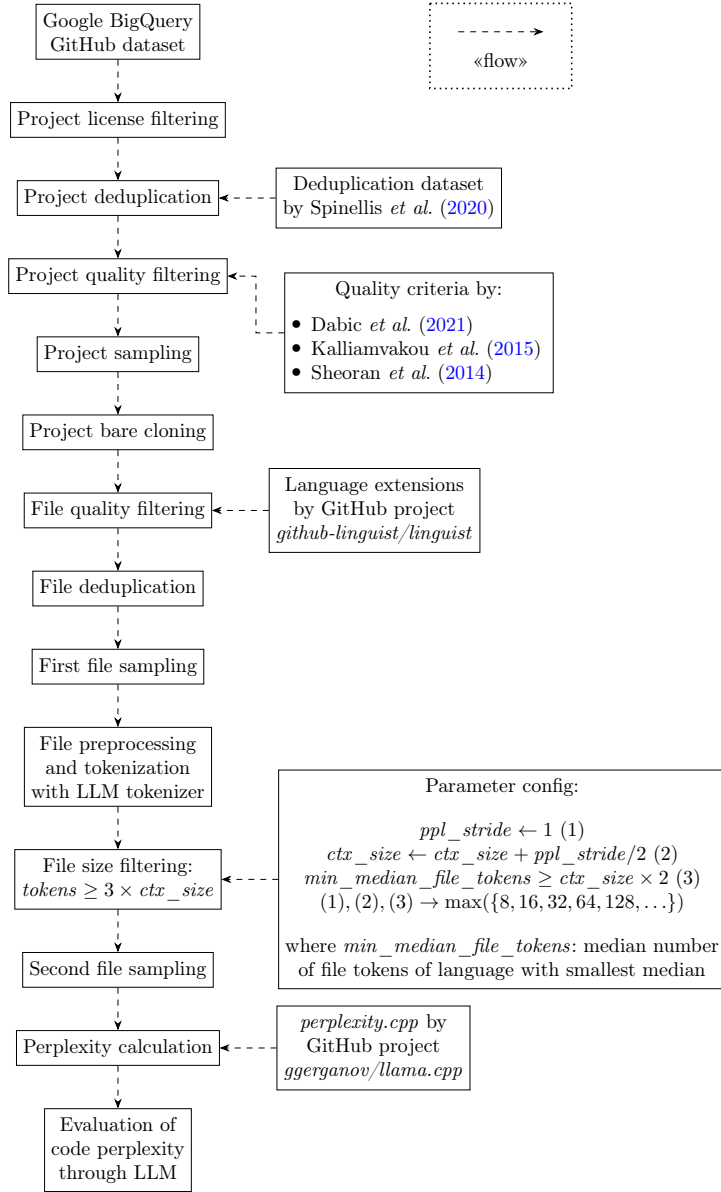 Google BigQuery
GitHub dataset
«flow»
Project license filtering
Project deduplication
Deduplication dataset
by Spinellis et al. (2020)
Project quality filtering
Quality criteria by:
• Dabic et al. (2021)
• Kalliamvakou et al. (2015)
• Sheoran et al. (2014)
Project sampling
Project bare cloning
File quality filtering
Language extensions
by GitHub project
github-linguist/linguist
File deduplication
First file sampling
File preprocessing
and tokenization
with LLM tokenizer
File size filtering:
tokens ≥ 3 × ctx_size
Parameter config:
ppl_stride ← 1 (1)
ctx_size ← ctx_size + ppl_stride/2 (2)
min_median_file_tokens ≥ ctx_size × 2 (3)
(1), (2), (3) → max({8, 16, 32, 64, 128, . . .})
where min_median_file_tokens: median number
of file tokens of language with smallest median
Second file sampling
Perplexity calculation
perplexity.cpp by
GitHub project
ggerganov/llama.cpp
Evaluation of
code perplexity
through LLM